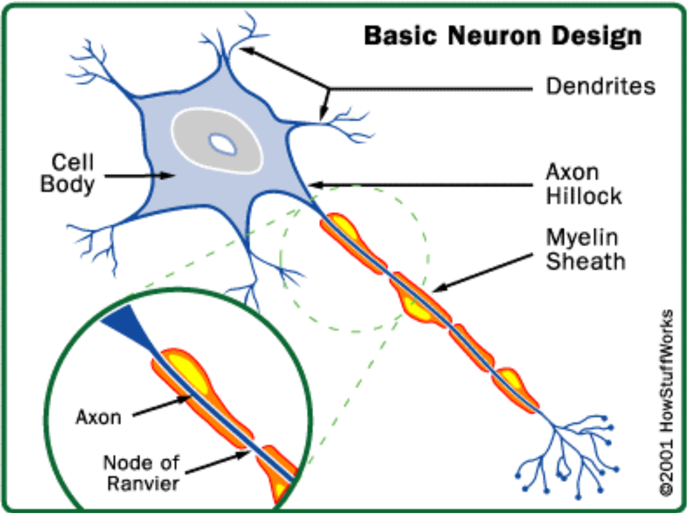 Basic Neuron Design
Dendrites
Cell
Body
Axon
Hillock
Myelin
Sheath
Axon
Node of
Ranvier
©2001 HowStuffWorks